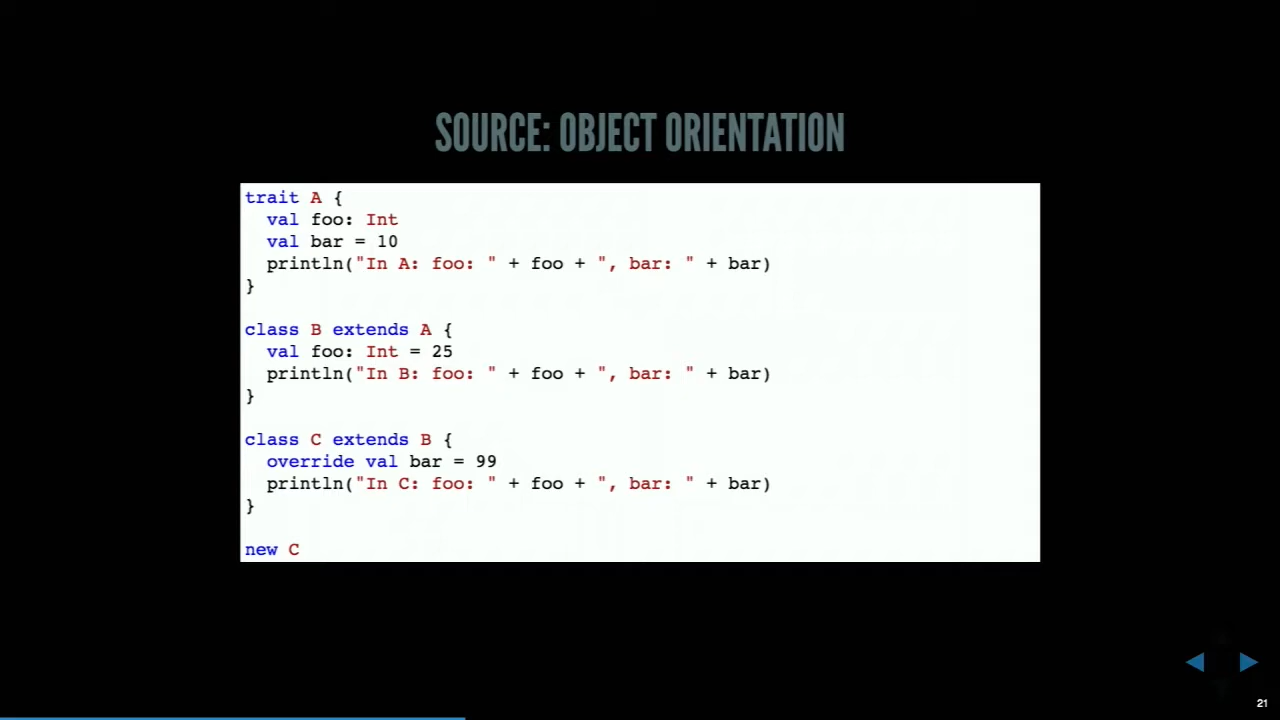 SOURCE: OBJECT ORIENTATION
trait A {
  val foo: Int
  val bar = 10
  println("In A: foo: " + foo + ", bar: " + bar)
}
class B extends A {
  val foo: Int = 25
  println("In B: foo: " + foo + ", bar: " + bar)
}
class C extends B {
  override val bar = 99
  println("In C: foo: " + foo + ", bar: " + bar)
}
new C
21